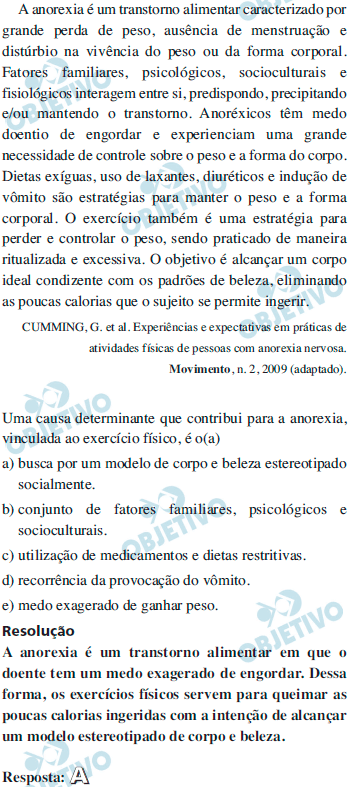 A anorexia é um transtorno alimentar caracterizado por
grande perda de peso, ausência de menstruação e
distúrbio na vivência do peso ou da forma corporal.
Fatores familiares, psicológicos, socioculturais e
fisiológicos interagem entre si, predispondo, precipitando
e/ou mantendo o transtorno. Anoréxicos têm medo
doentio de engordar e experienciam uma grande
necessidade de controle sobre o peso e a forma do corpo.
Dietas exíguas, uso de laxantes, diuréticos e indução de
vômito são estratégias para manter o peso e a forma
corporal. O exercício também é uma estratégia para
perder e controlar o peso, sendo praticado de maneira
ritualizada e excessiva. O objetivo é alcançar um corpo
ideal condizente com os padrões de beleza, eliminando
as poucas calorias que o sujeito se permite ingerir.
CUMMING, G. et al. Experiências e expectativas em práticas de
atividades físicas de pessoas com anorexia nervosa.
Movimento, n. 2, 2009 (adaptado).
Uma causa determinante que contribui para a anorexia,
vinculada ao exercício físico, é o(a)
a) busca por um modelo de corpo e beleza estereotipado
socialmente.
b) conjunto de fatores familiares, psicológicos e
socioculturais.
c) utilização de medicamentos e dietas restritivas.
d) recorrência da provocação do vômito.
e) medo exagerado de ganhar peso.
Resolução
A anorexia é um transtorno alimentar em que o
doente tem um medo exagerado de engordar. Dessa
forma, os exercícios físicos servem para queimar as
poucas calorias ingeridas com a intenção de alcançar
um modelo estereotipado de corpo e beleza.
Resposta: A
OBJETIVO
OBJETIVO
OBJETIVO
OBJETIVO
OBJETIVO
OBJETIVO